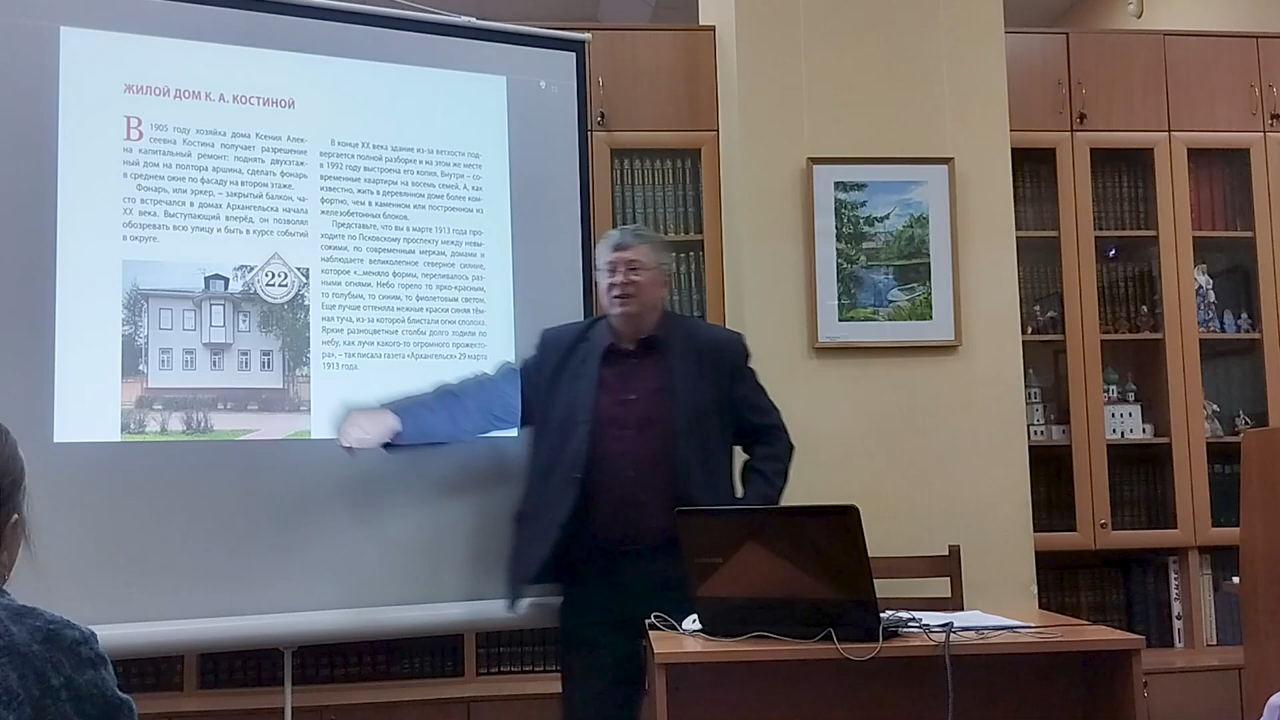 ЖИЛОЙ ДОМ К. А. КОСТИНОЙ
В 1905 году хозяйка дома Ксения Алек-
сеевна Костина получает разрешение
на капитальный ремонт: поднять двухэтаж-
ный дом на полтора аршина, сделать фонарь
в среднем окне по фасаду на втором этаже.
Фонарь, или эркер, – закрытый балкон, ча-
сто встречался в домах Архангельска начала
XX века. Выступающий вперёд, он позволял
обозревать всю улицу и быть в курсе событий
в округе.
22
В конце XX века здание из-за ветхости под-
вергается полной разборке и на этом же месте
в 1992 году выстроена его копия. Внутри – со-
временные квартиры на восемь семей. А, как
известно, жить в деревянном доме более ком-
фортно, чем в каменном или построенном из
железобетонных блоков.
Представьте, что вы в марте 1913 года про-
ходите по Псковскому проспекту между невы-
сокими, по современным меркам, домами и
наблюдаете великолепное северное сияние,
которое «...меняло формы, переливалось раз-
ными огнями. Небо горело то ярко-красным,
то голубым, то синим, то фиолетовым светом.
Еще лучше оттеняла нежные краски синяя тём-
ная туча, из-за которой блистали огни сполоха.
Яркие разноцветные столбы долго ходили по
небу, как лучи какого-то огромного прожекто-
ра», – так писала газета «Архангельск» 29 марта
1913 года.